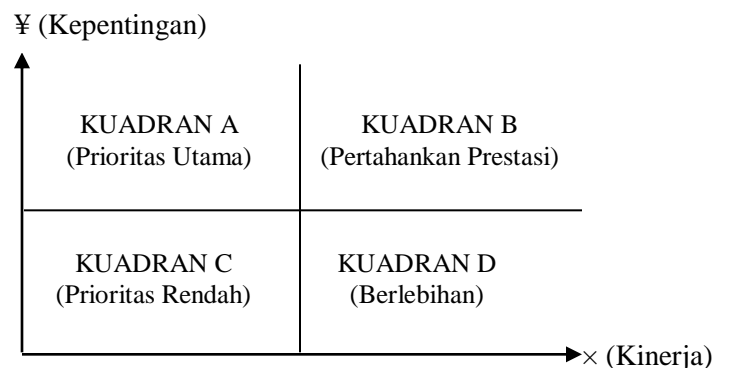 ¥ (Kepentingan)
KUADRAN A
(Prioritas Utama)
KUADRAN B
(Pertahankan Prestasi)
KUADRAN C
(Prioritas Rendah)
KUADRAN D
(Berlebihan)
× (Kinerja)